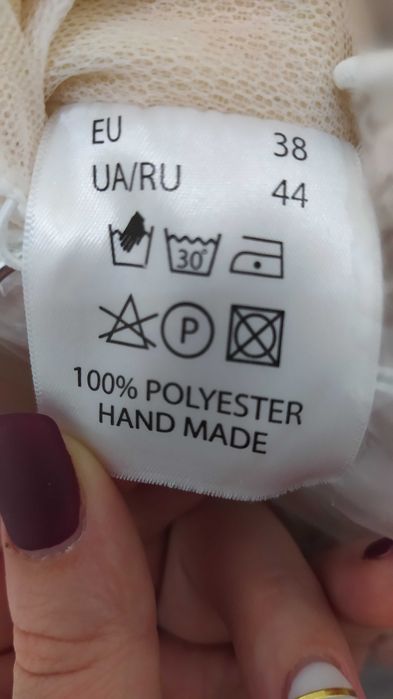 EU 38
UA/RU 44
30°
P
100% POLYESTER
HAND MADE